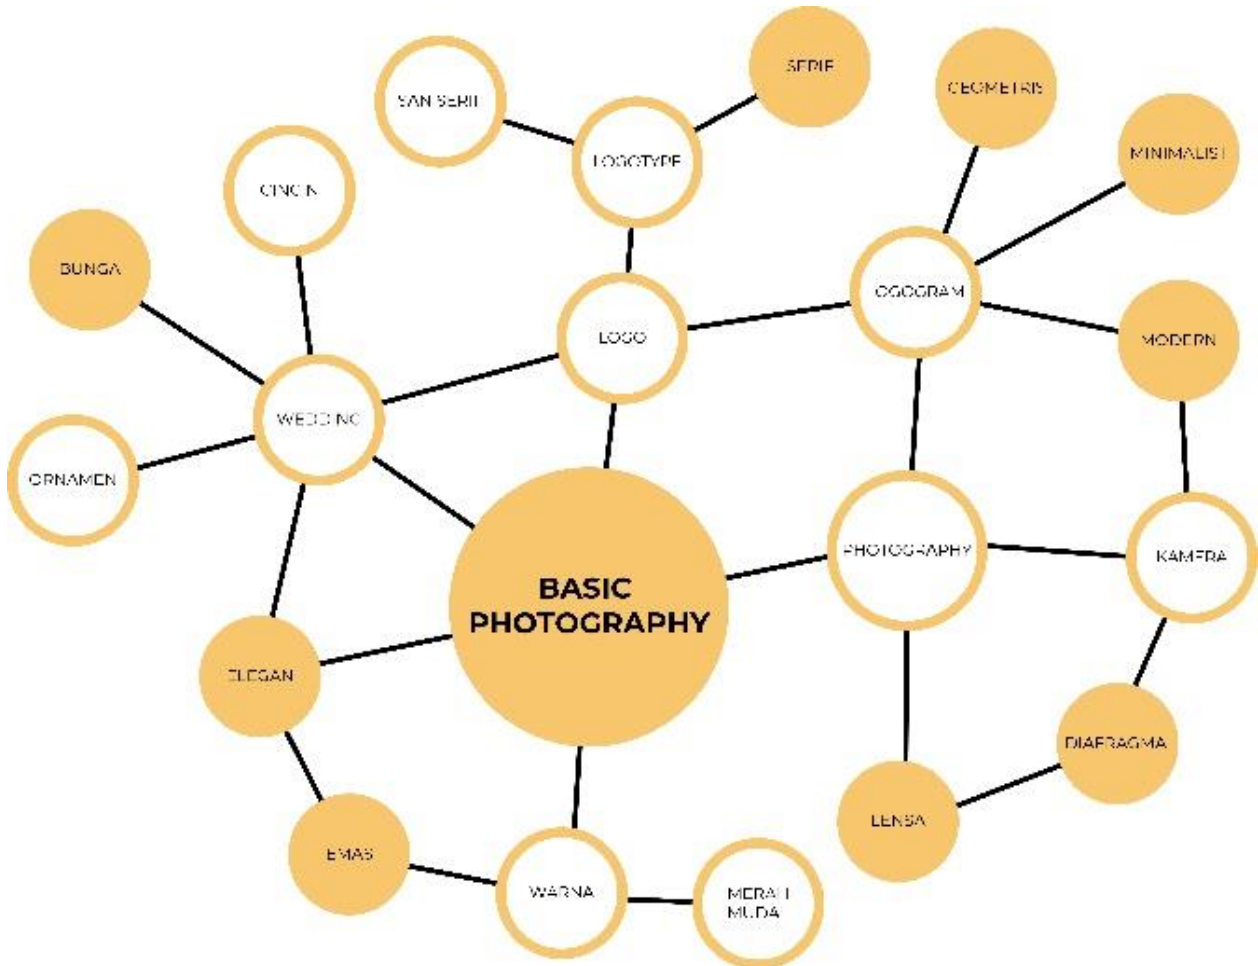 SERIF
SAN SERIF
GEOMETRIS
MINIMALIST
LOGOTYPE
CINCIN
BUNGA
OGOGRAM
LOGO
MODERN
WEDDING
ORNAMEN
PHOTOGRAPHY
KAMERA
BASIC
PHOTOGRAPHY
ELEGAN
DIAFRAGMA
LENSA
EMAS
WARNA
MERAH
MUDA